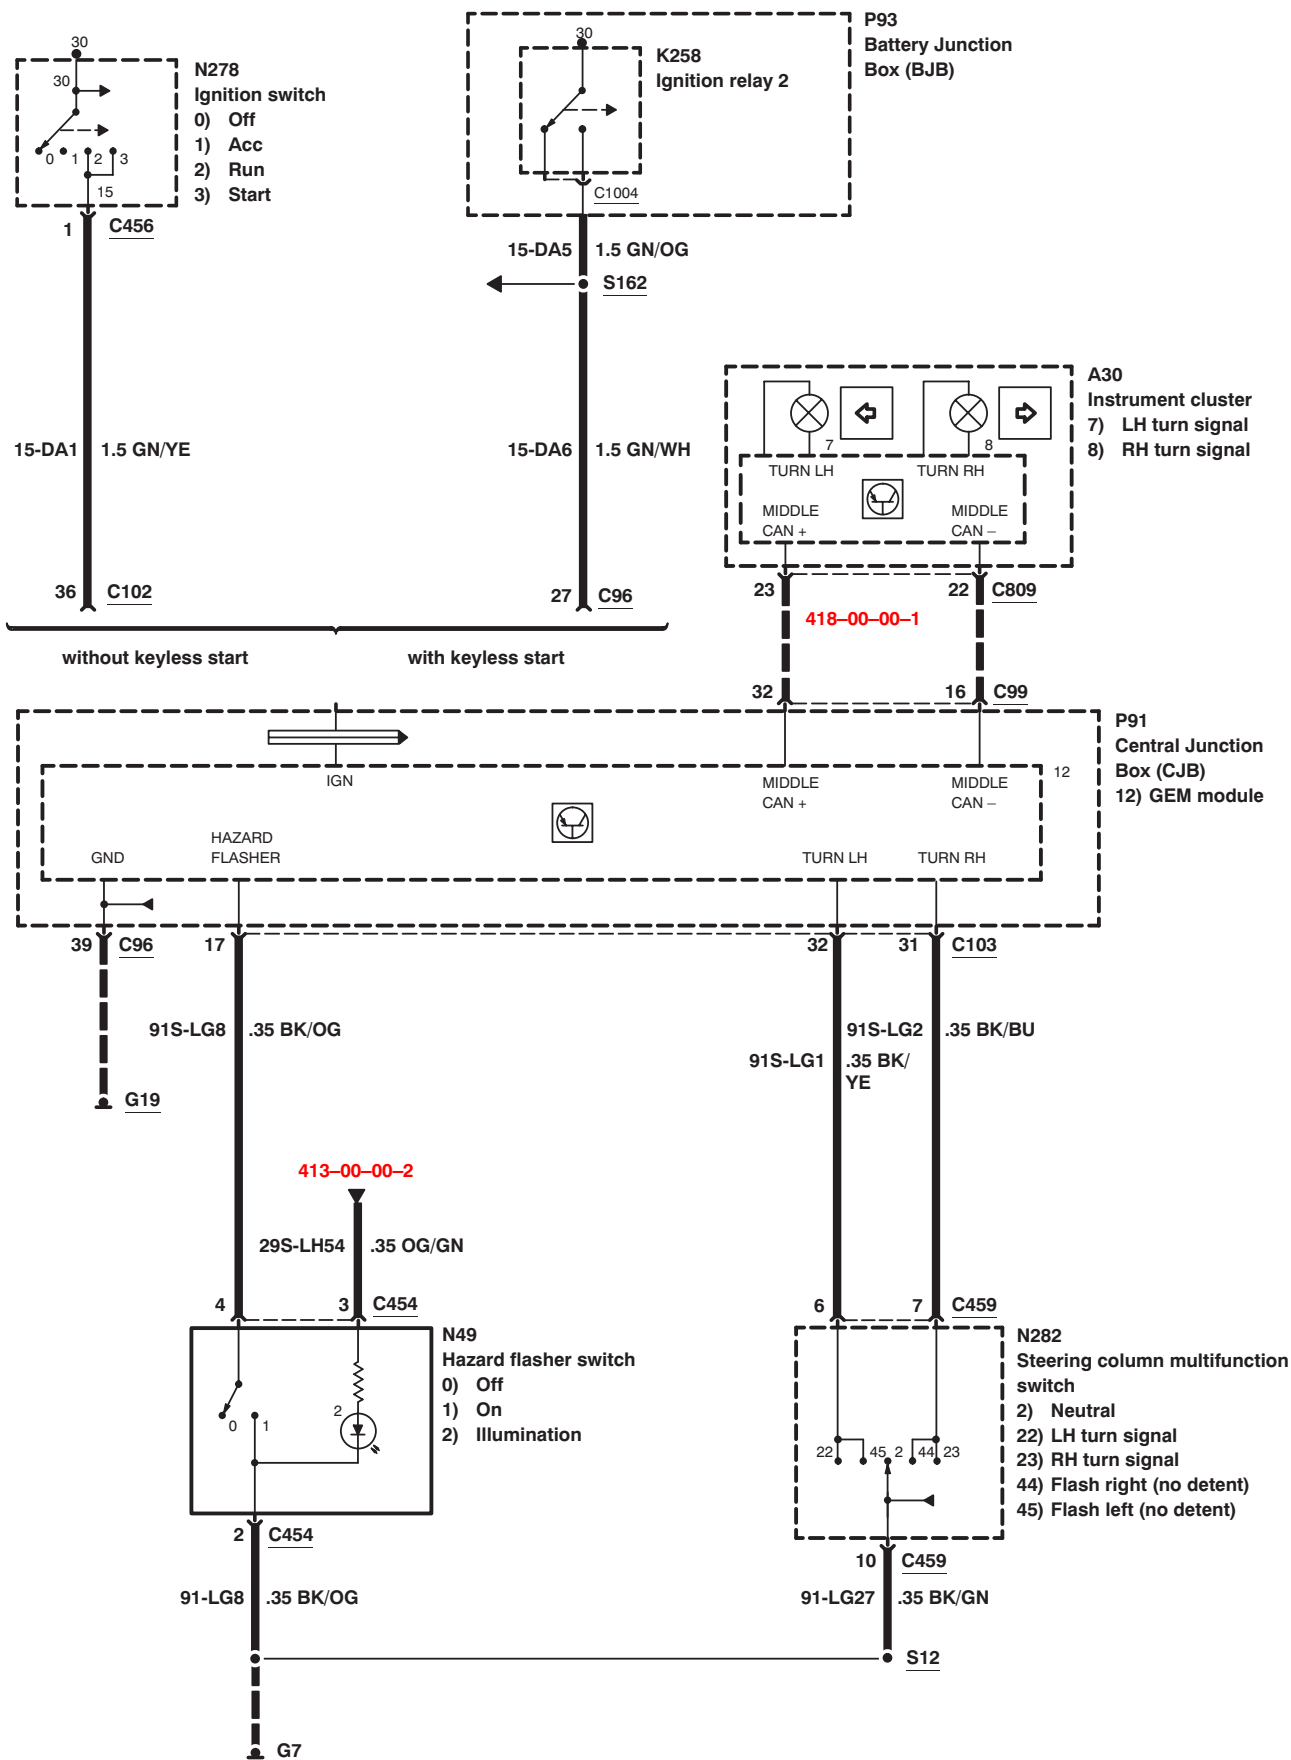 30
30
N278
Ignition switch
0) Off
1) Acc
2) Run
3) Start
0 1 2 3
15
1 C456
15-DA1 1.5 GN/YE
36 C102
P93
Battery Junction
Box (BJB)
30
K258
Ignition relay 2
C1004
15-DA5 1.5 GN/OG
S162
15-DA6 1.5 GN/WH
27 C96
without keyless start with keyless start
A30
Instrument cluster
7) LH turn signal
8) RH turn signal
7 8
TURN LH TURN RH
MIDDLE
CAN +
MIDDLE
CAN –
23 22 C809
418–00–00–1
32 16 C99
P91
Central Junction
Box (CJB)
12) GEM module
12
IGN
MIDDLE
CAN +
MIDDLE
CAN –
GND
HAZARD
FLASHER
TURN LH TURN RH
39 C96 17 32 31 C103
91S-LG8 .35 BK/OG
91S-LG2 .35 BK/BU
91S-LG1 .35 BK/
YE
G19
413–00–00–2
29S-LH54 .35 OG/GN
4 3 C454
N49
Hazard flasher switch
0) Off
1) On
2) Illumination
0 1 2
2 C454
91-LG8 .35 BK/OG
6 7 C459
N282
Steering column multifunction
switch
2) Neutral
22) LH turn signal
23) RH turn signal
44) Flash right (no detent)
45) Flash left (no detent)
22 45 2 44 23
10 C459
91-LG27 .35 BK/GN
S12
G7